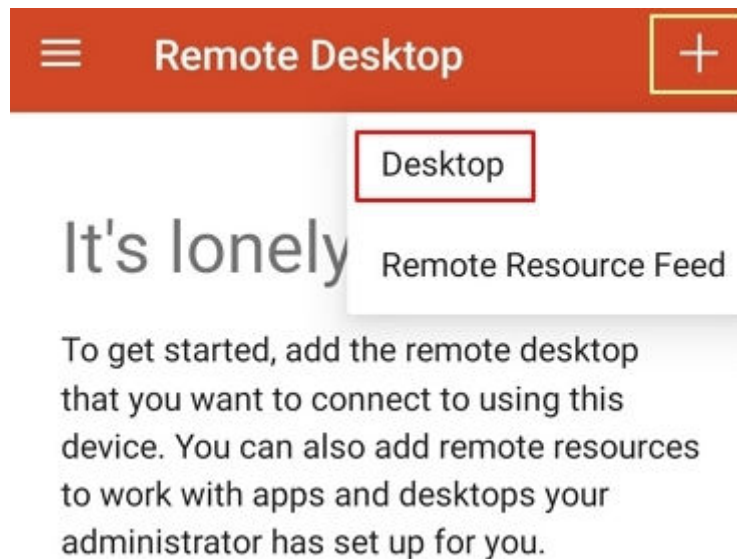 Remote Desktop
Desktop
It's lonely
Remote Resource Feed
To get started, add the remote desktop
that you want to connect to using this
device. You can also add remote resources
to work with apps and desktops your
administrator has set up for you.